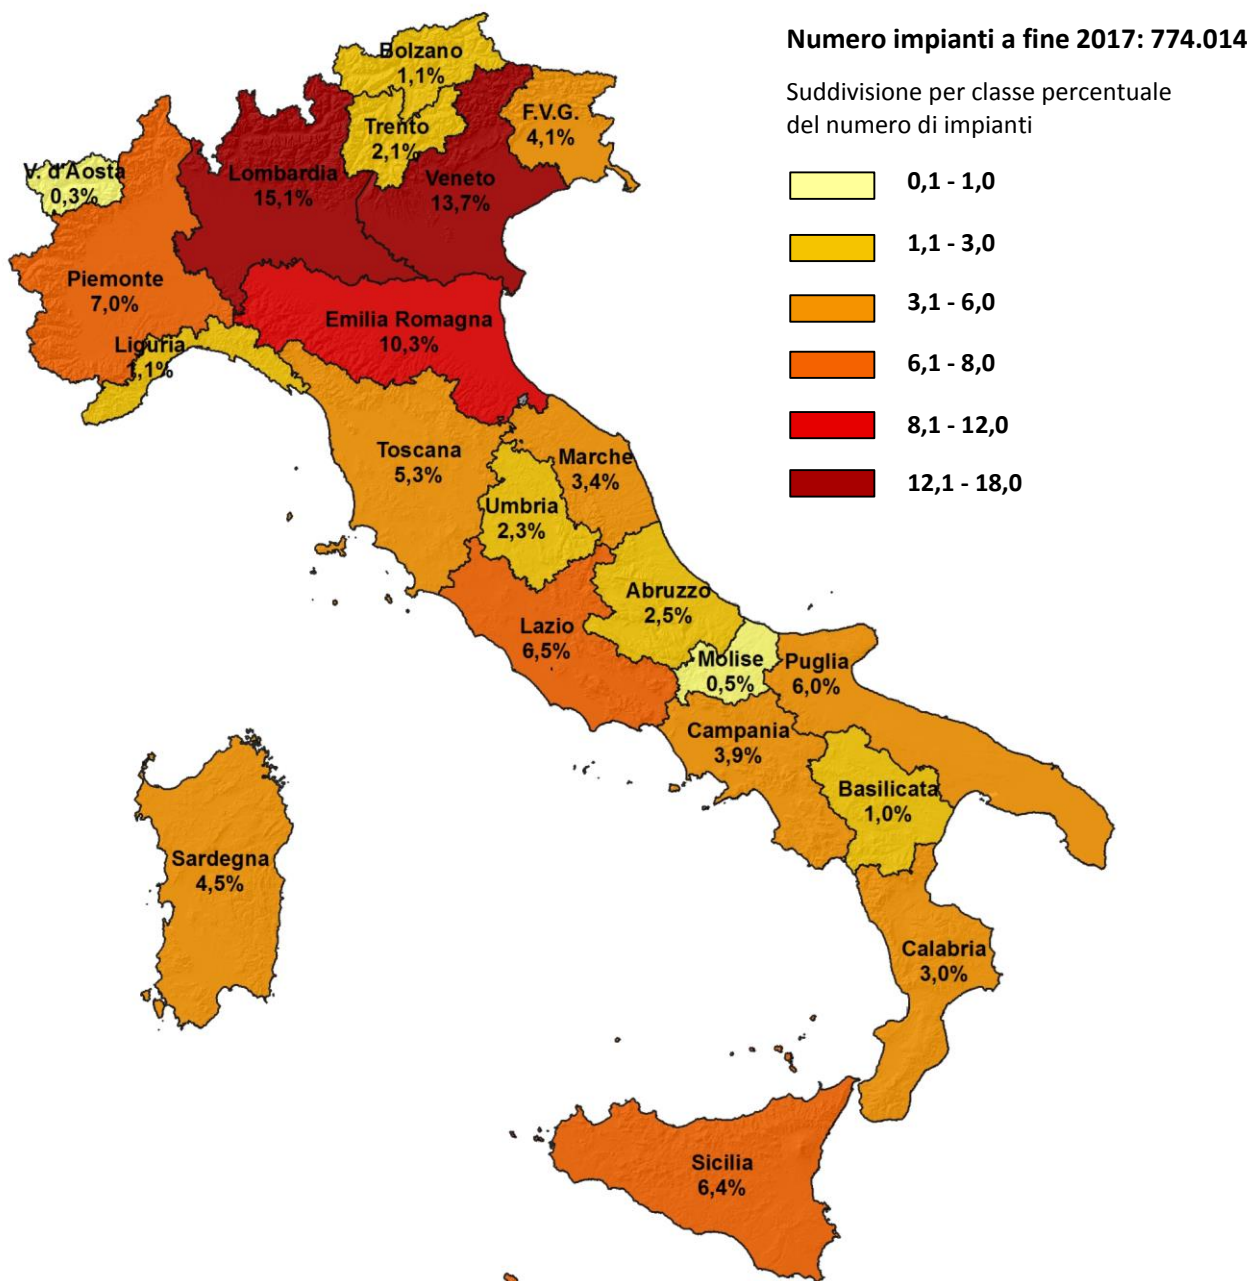 Numero impianti a fine 2017: 774.014
Suddivisione per classe percentuale
del numero di impianti
0,1 - 1,0
1,1 - 3,0
3,1 - 6,0
6,1 - 8,0
8,1 - 12,0
12,1 - 18,0
Bolzano
1,1%
Trento
2,1%
F.V.G.
4,1%
V. d'Aosta
0,3%
Lombardia
15,1%
Veneto
13,7%
Piemonte
7,0%
Emilia Romagna
10,3%
Liguria
1,1%
Toscana
5,3%
Marche
3,4%
Umbria
2,3%
Abruzzo
2,5%
Lazio
6,5%
Molise
0,5%
Puglia
6,0%
Campania
3,9%
Basilicata
1,0%
Sardegna
4,5%
Calabria
3,0%
Sicilia
6,4%